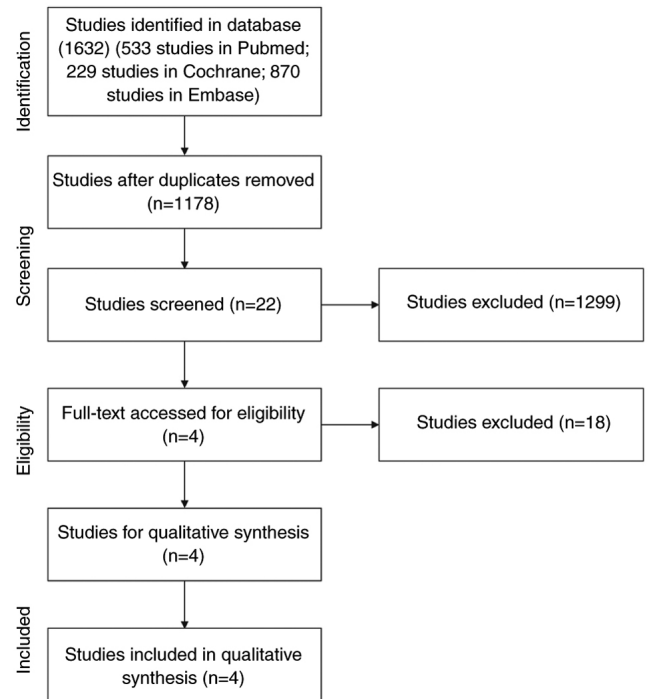 Identification
Studies identified in database
(1632) (533 studies in Pubmed;
229 studies in Cochrane; 870
studies in Embase)
Studies after duplicates removed
(n=1178)
Screening
Studies screened (n=22)
Studies excluded (n=1299)
Eligibility
Full-text accessed for eligibility
(n=4)
Studies excluded (n=18)
Studies for qualitative synthesis
(n=4)
Included
Studies included in qualitative
synthesis (n=4)